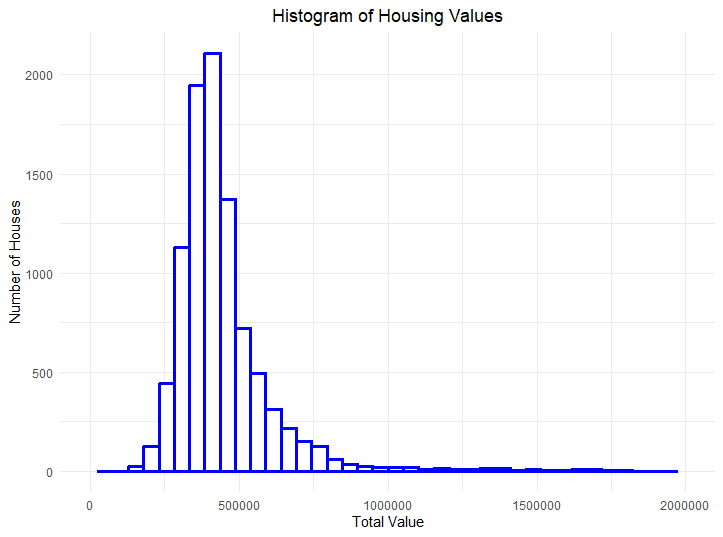 Histogram of Housing Values
Number of Houses
2000
1500
1000
500
0
0 500000 1000000 1500000 2000000
Total Value